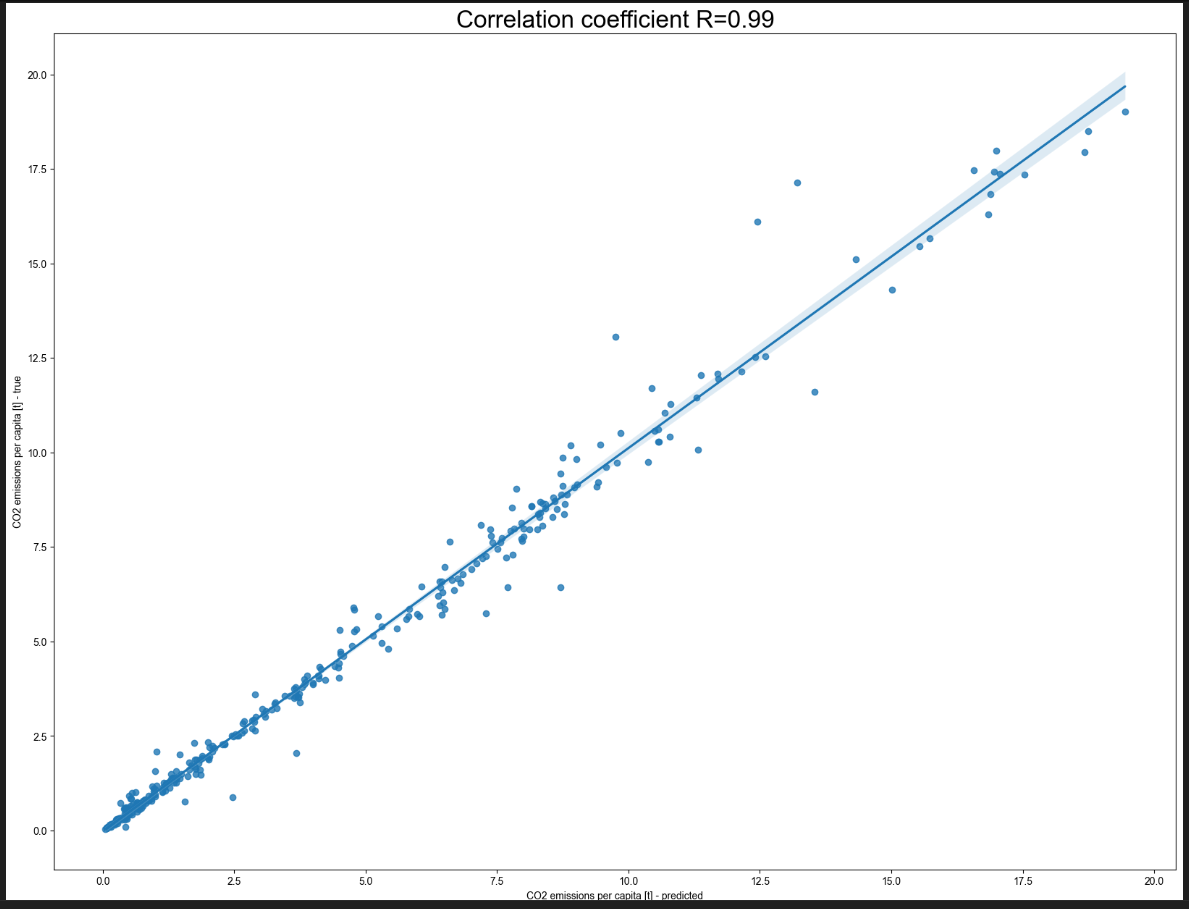 Correlation coefficient R=0.99
20.0
17.5
15.0
12.5
10.0
7.5
5.0
2.5
0.0
CO2 emissions per capita [t] - true
0.0 2.5 5.0 7.5 10.0 12.5 15.0 17.5 20.0
CO2 emissions per capita [t] - predicted